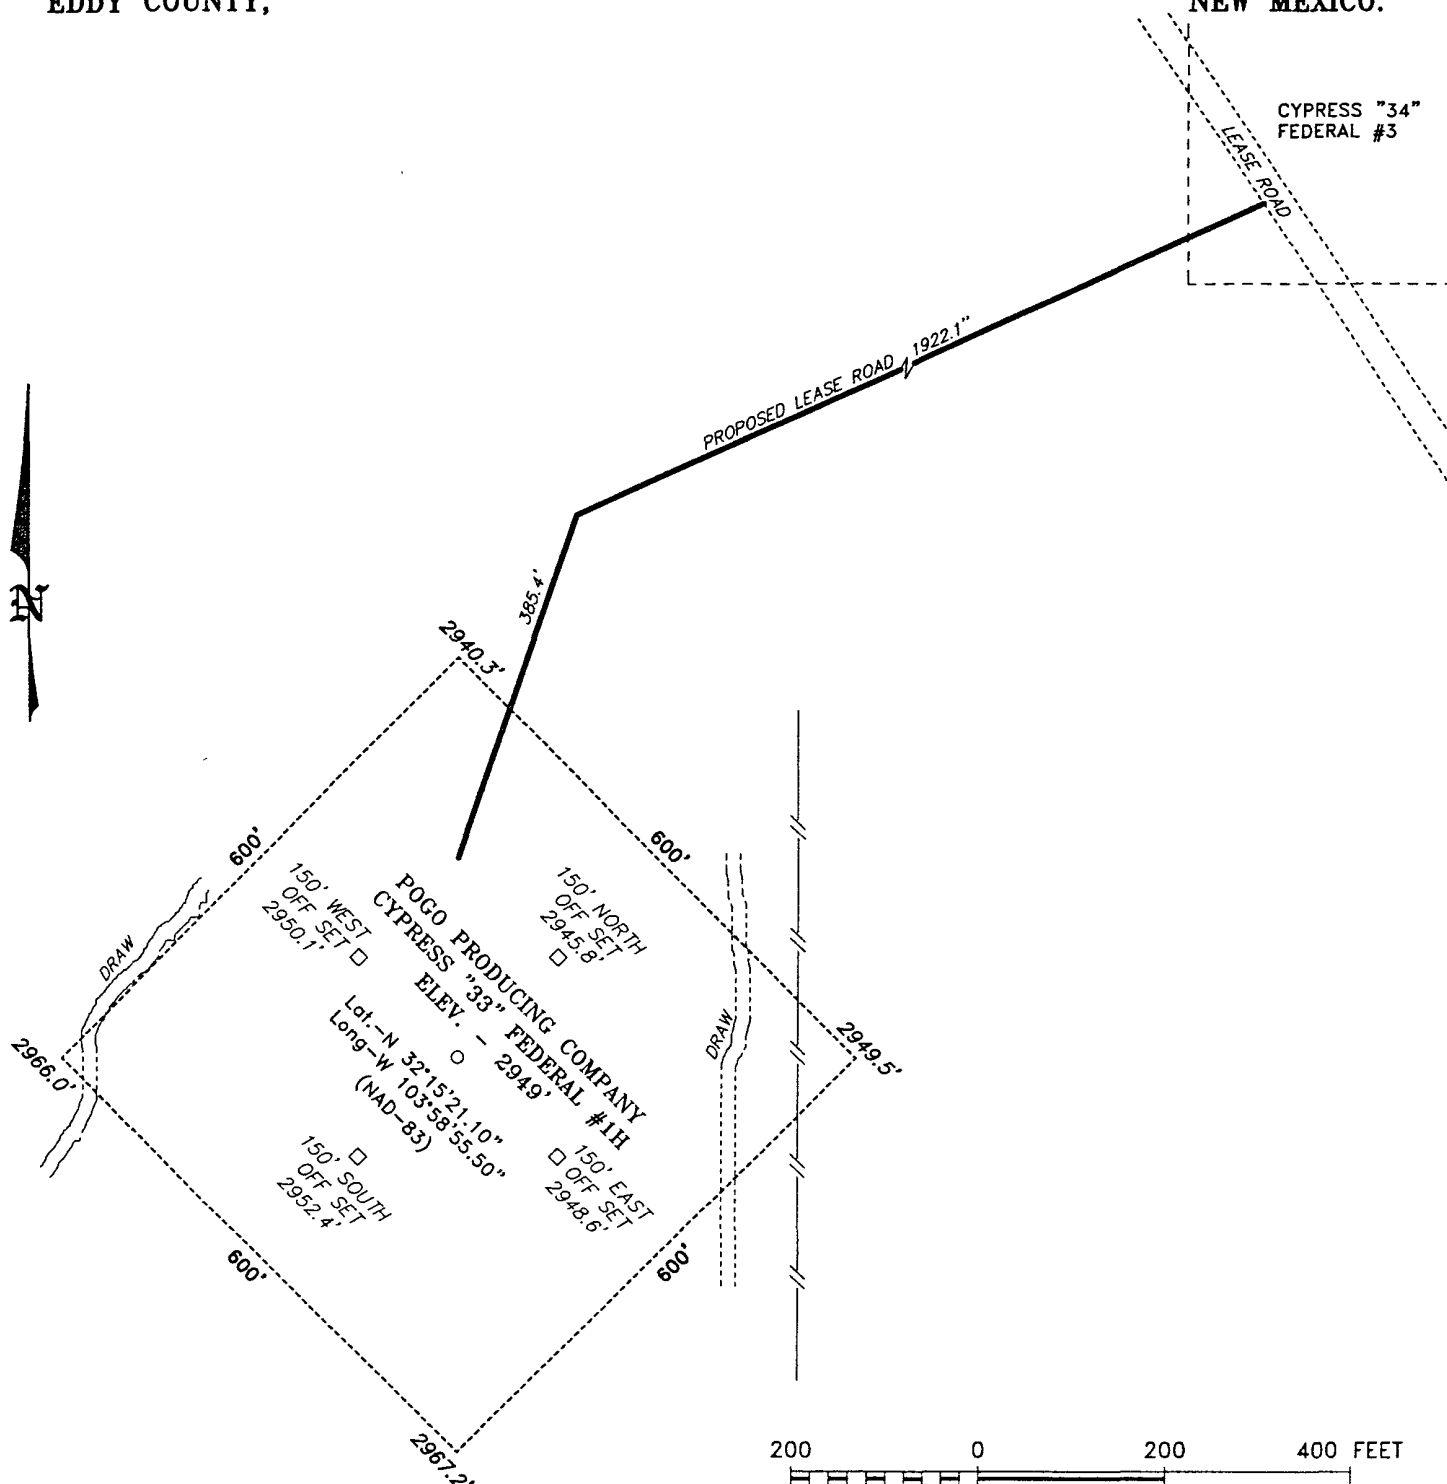 EDDY COUNTY,
NEW MEXICO.
CYPRESS "34"
FEDERAL #3
LEASE ROAD
PROPOSED LEASE ROAD
1922.1"
385.4'
2940.3'
600'
600'
150' WEST
OFF SET
2950.1'
150' NORTH
OFF SET
2945.8'
POGO PRODUCING COMPANY
CYPRESS "33" FEDERAL #1H
ELEV. - 2949'
Lat.-N 32°15'21.10"
Long-W 103°58'55.50"
(NAD-83)
DRAW
DRAW
2966.0'
2949.5'
150' SOUTH
OFF SET
2952.4'
150' EAST
OFF SET
2948.6'
600'
600'
2967.2'
200 0 200 400 FEET